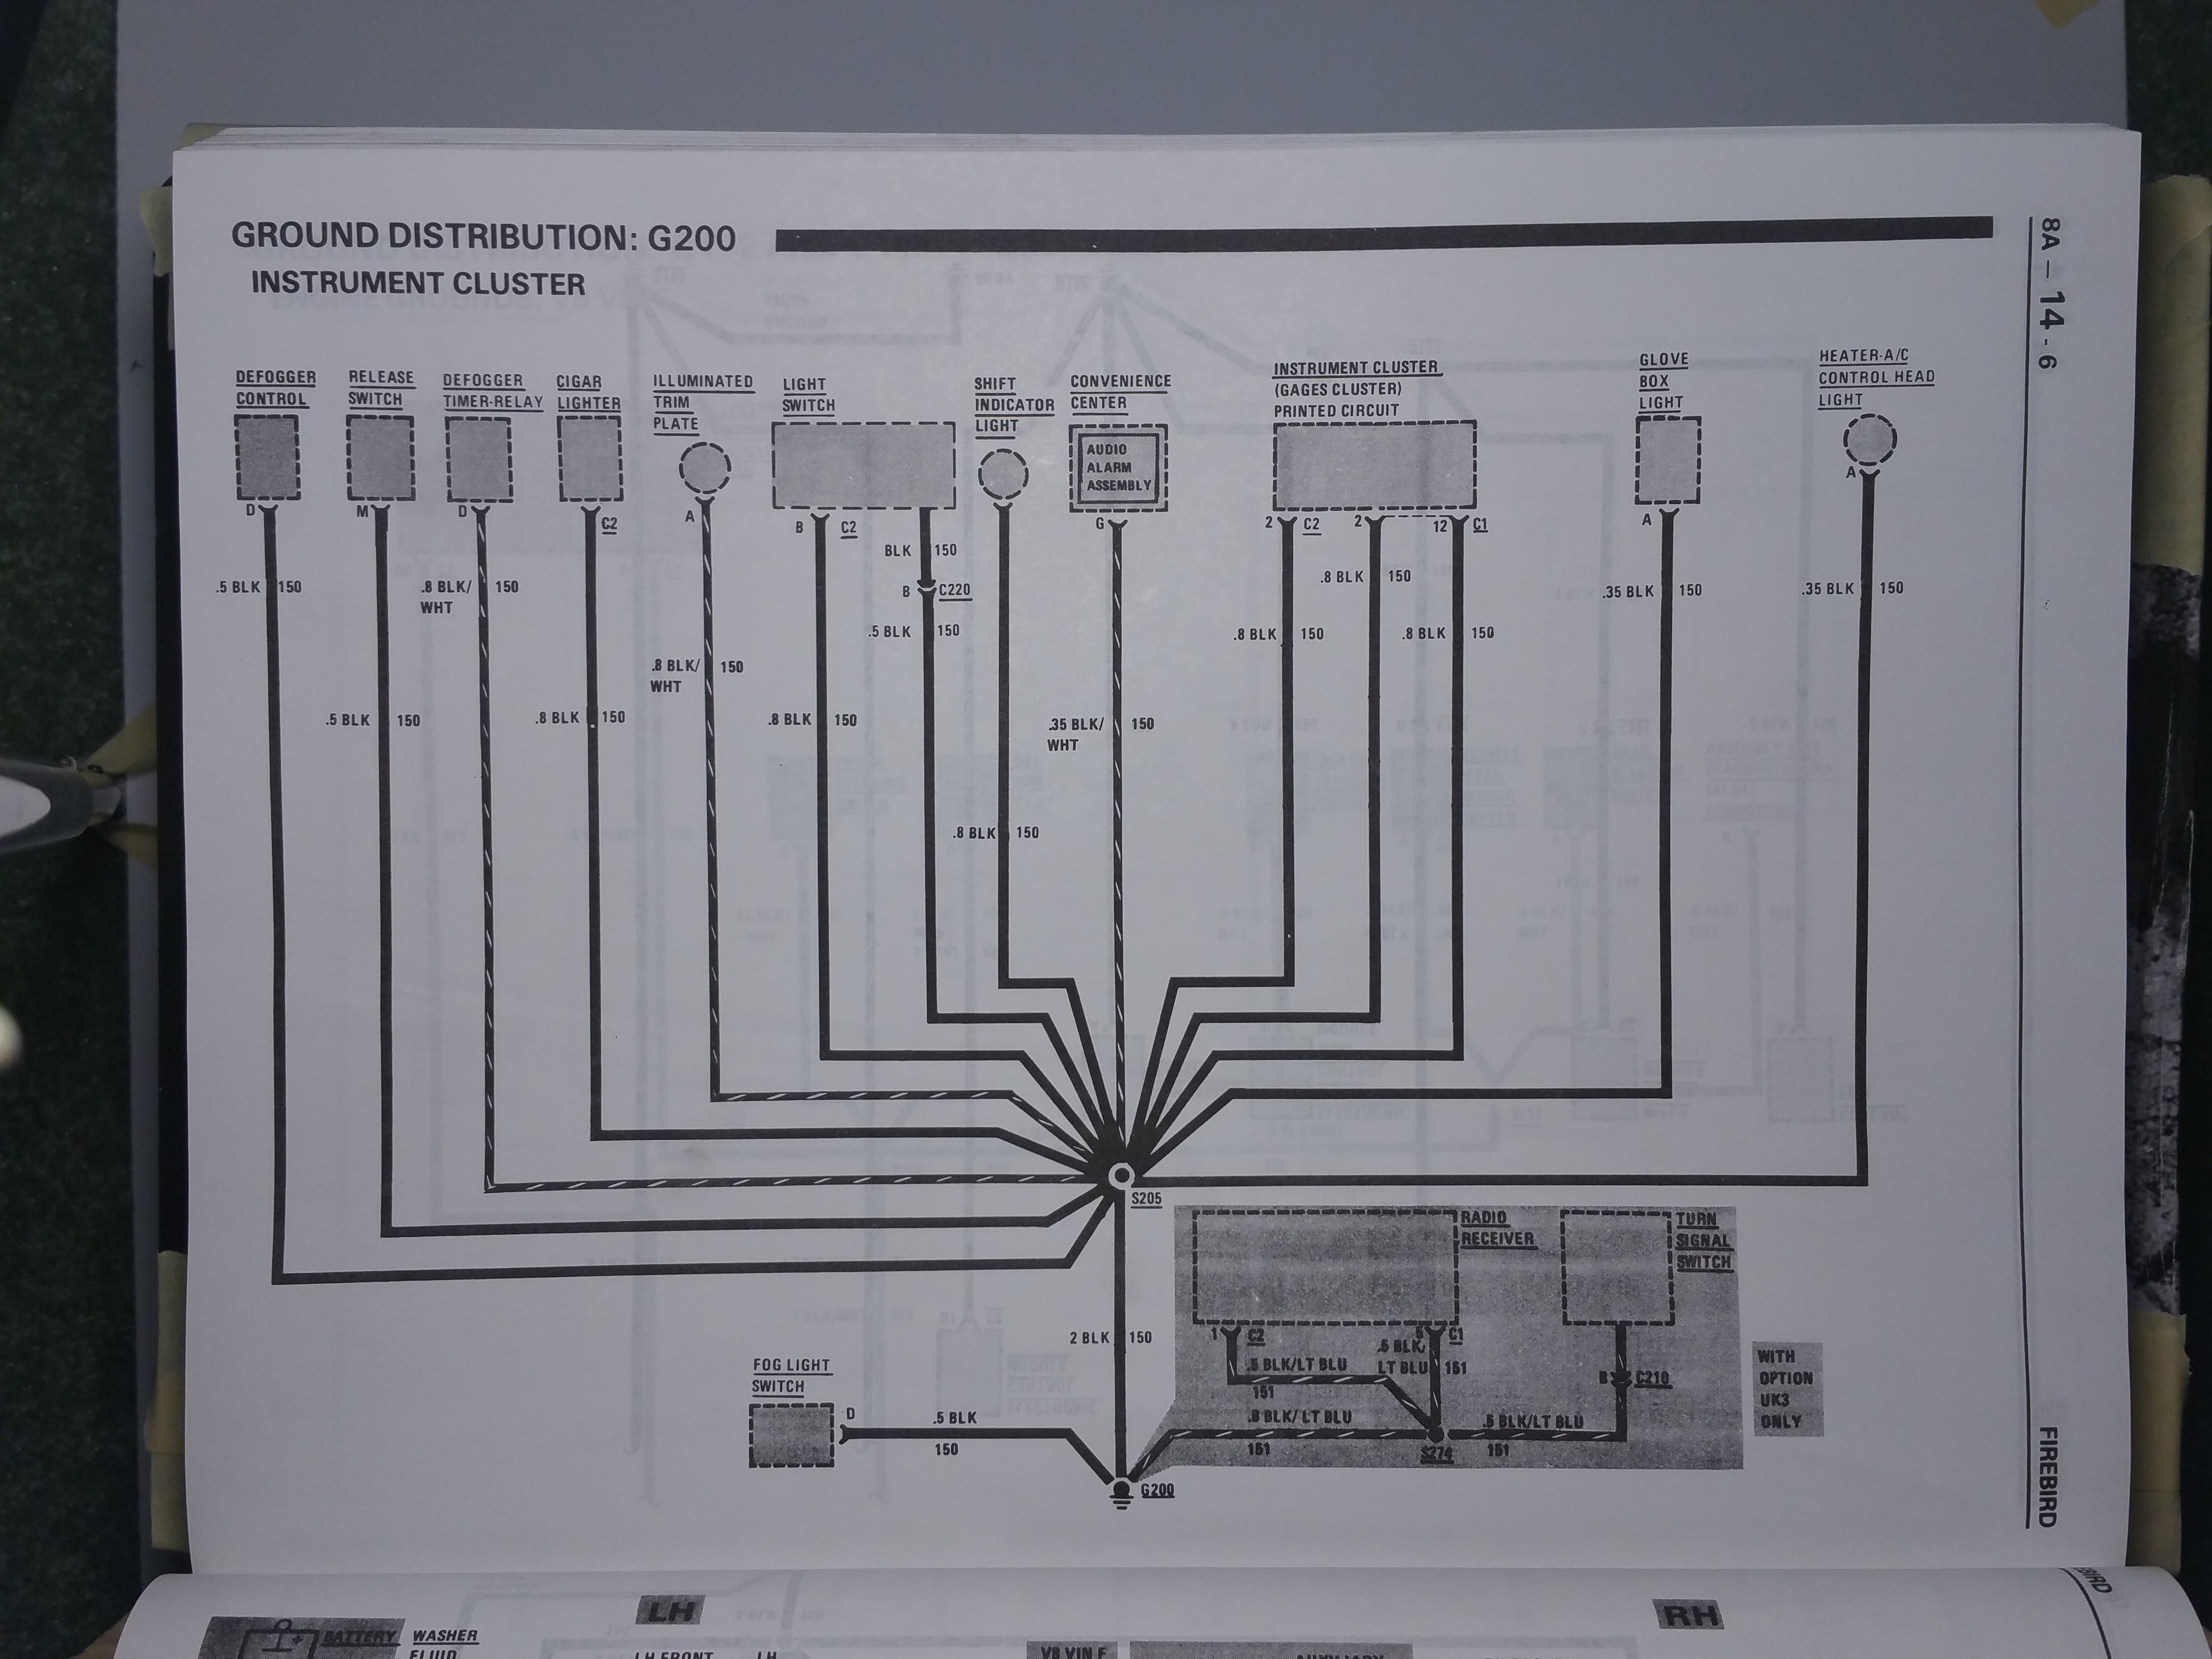 GROUND DISTRIBUTION: G200
INSTRUMENT CLUSTER
8A - 14 - 6
FIREBIRD
DEFOGGER
CONTROL
RELEASE
SWITCH
DEFOGGER
TIMER-RELAY
CIGAR
LIGHTER
ILLUMINATED
TRIM
PLATE
LIGHT
SWITCH
SHIFT
INDICATOR
LIGHT
CONVENIENCE
CENTER
AUDIO
ALARM
ASSEMBLY
INSTRUMENT CLUSTER
(GAGES CLUSTER)
PRINTED CIRCUIT
GLOVE
BOX
LIGHT
HEATER-A/C
CONTROL HEAD
LIGHT
D
M
D
C2
A
B
C2
G
2
C2
2
12
C1
A
A
BLK 150
B C220
.5 BLK 150
.5 BLK 150
.5 BLK 150
.8 BLK/
WHT
150
.8 BLK 150
.8 BLK/
WHT
150
.8 BLK 150
.8 BLK 150
.35 BLK/
WHT
150
.8 BLK 150
.8 BLK 150
.8 BLK 150
.35 BLK 150
.35 BLK 150
S205
2 BLK 150
RADIO
RECEIVER
TURN
SIGNAL
SWITCH
1 C2
5 C1
.5 BLK/LT BLU
151
.5 BLK/
LT BLU 151
B C210
.8 BLK/LT BLU
151
S274
.5 BLK/LT BLU
151
WITH
OPTION
UK3
ONLY
FOG LIGHT
SWITCH
D
.5 BLK
150
G200
LH
RH
BATTERY
WASHER
FLUID
LH FRONT
LH
V8 VIN F
AUXILIARY